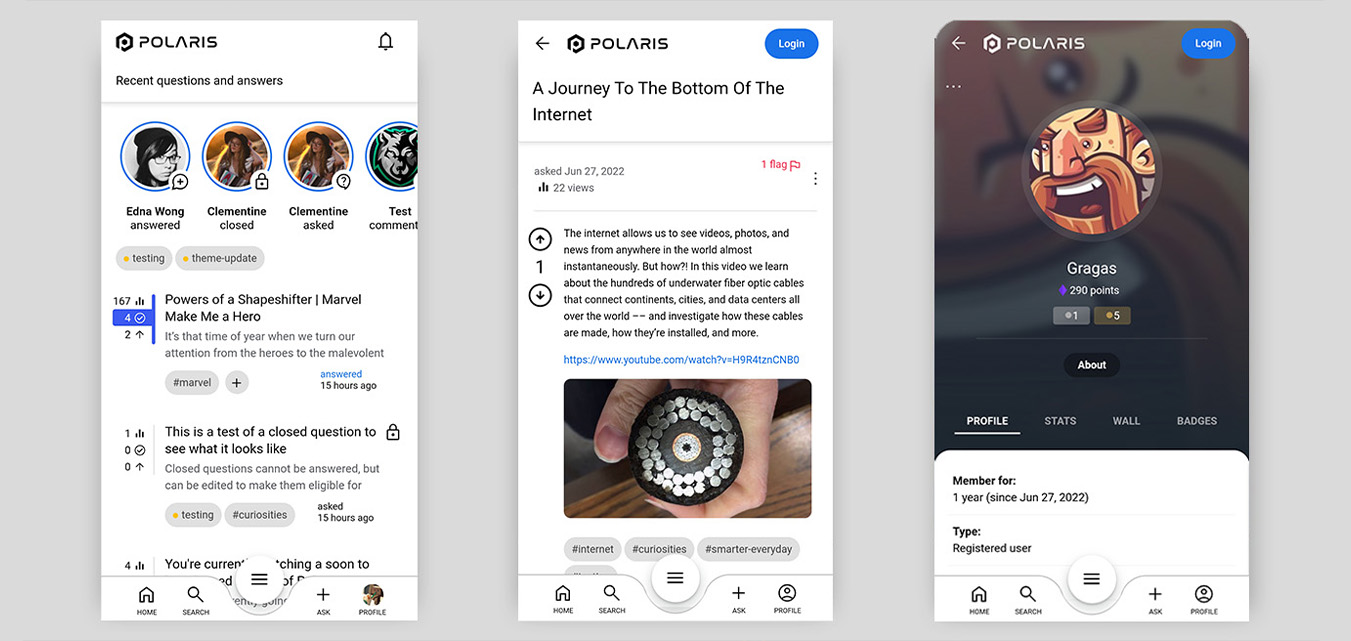 POLARIS
Recent questions and answers
Edna Wong
answered
Clementine
closed
Clementine
asked
Test
comment
testing
theme-update
167
4
2
Powers of a Shapeshifter | Marvel
Make Me a Hero
It's that time of year when we turn our
attention from the heroes to the malevolent
#marvel
+
answered
15 hours ago
1
0
0
This is a test of a closed question to
see what it looks like
Closed questions cannot be answered, but
can be edited to make them eligible for
testing
#curiosities
asked
15 hours ago
4
You're
tching a soon to
ed
of
HOME
SEARCH
ASK
PROFILE
POLARIS
Login
A Journey To The Bottom Of The
Internet
asked Jun 27, 2022
22 views
1 flag
1
The internet allows us to see videos, photos, and
news from anywhere in the world almost
instantaneously. But how?! In this video we learn
about the hundreds of underwater fiber optic cables
that connect continents, cities, and data centers all
over the world –– and investigate how these cables
are made, how they're installed, and more.
https://www.youtube.com/watch?v=H9R4tznCNB0
#internet
#curiosities
#smarter-everyday
HOME
SEARCH
ASK
PROFILE
POLARIS
Login
Gragas
290 points
1
5
About
PROFILE
STATS
WALL
BADGES
Member for:
1 year (since Jun 27, 2022)
Type:
Registered user
HOME
SEARCH
ASK
PROFILE